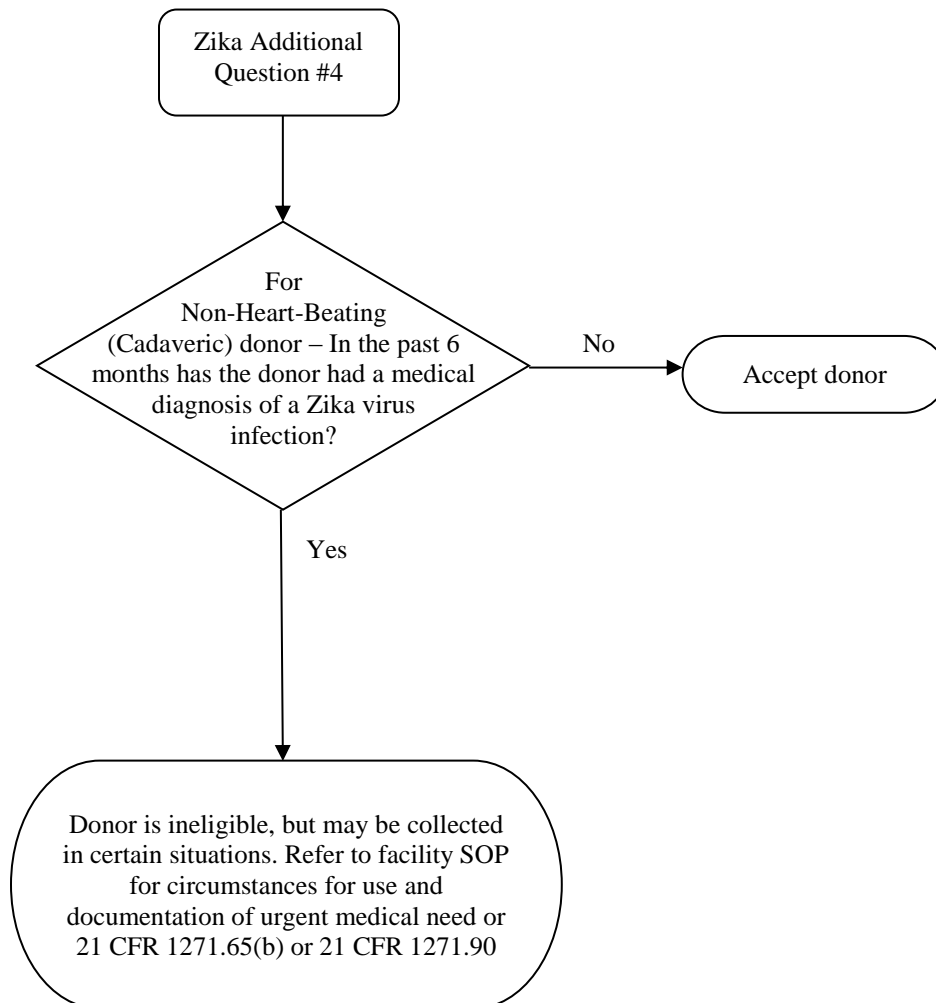 Zika Additional
Question #4
For
Non-Heart-Beating
(Cadaveric) donor – In the past 6
months has the donor had a medical
diagnosis of a Zika virus
infection?
No
Accept donor
Yes
Donor is ineligible, but may be collected
in certain situations. Refer to facility SOP
for circumstances for use and
documentation of urgent medical need or
21 CFR 1271.65(b) or 21 CFR 1271.90